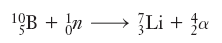 ¹⁰₅B + ¹₀n ⟶ ⁷₃Li + ⁴₂α